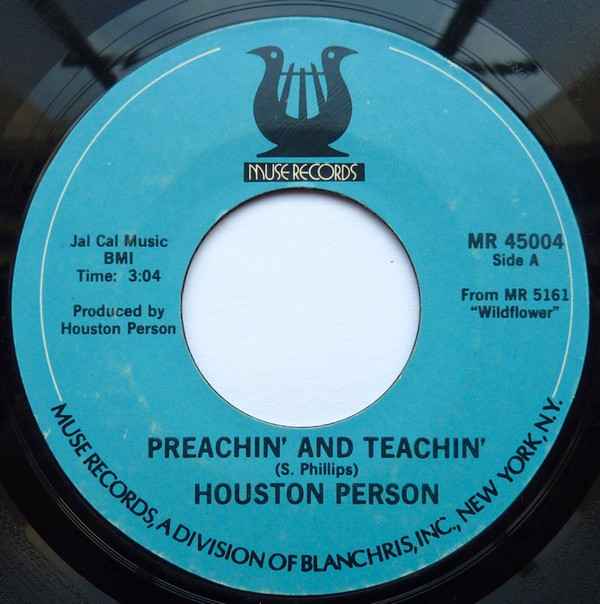 MUSE RECORDS
Jal Cal Music
BMI
Time: 3:04
Produced by
Houston Person
MR 45004
Side A
From MR 5161
"Wildflower"
PREACHIN' AND TEACHIN'
(S. Phillips)
HOUSTON PERSON
MUSE RECORDS, A DIVISION OF BLANCHRIS, INC., NEW YORK, N.Y.